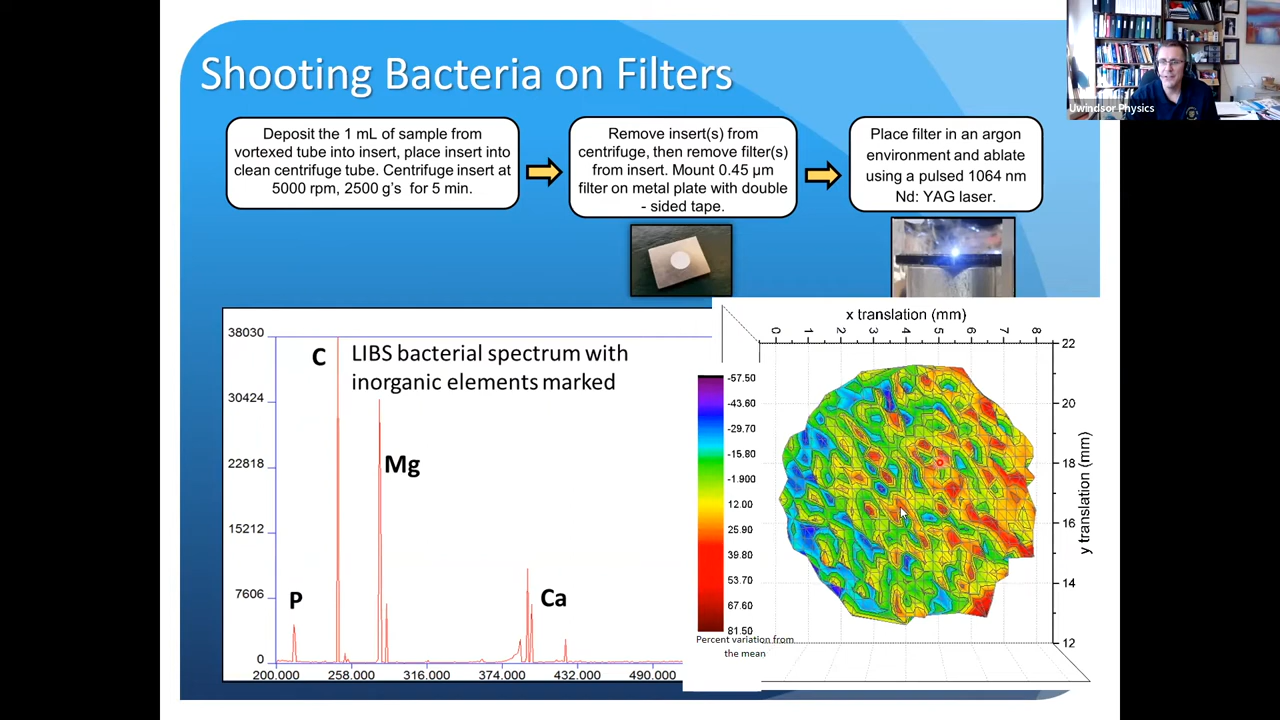 Shooting Bacteria on Filters
Uwindsor Physics
Deposit the 1 mL of sample from
vortexed tube into insert, place insert into
clean centrifuge tube. Centrifuge insert at
5000 rpm, 2500 g's for 5 min.
Remove insert(s) from
centrifuge, then remove filter(s)
from insert. Mount 0.45 µm
filter on metal plate with double
- sided tape.
Place filter in an argon
environment and ablate
using a pulsed 1064 nm
Nd: YAG laser.
LIBS bacterial spectrum with
inorganic elements marked
C
Mg
P
Ca
38030
30424
22818
15212
7606
0
200.000 258.000 316.000 374.000 432.000 490.000
x translation (mm)
0 1 2 3 4 5 6 7 8
22
20
18
16
14
12
y translation (mm)
-57.50
-43.60
-29.70
-15.80
-1.900
12.00
25.90
39.80
53.70
67.60
81.50
Percent variation from
the mean